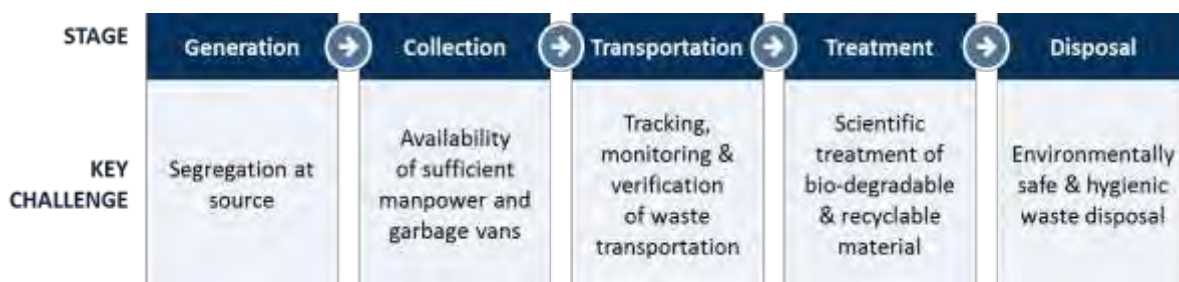 STAGE
Generation
Collection
Transportation
Treatment
Disposal
KEY
CHALLENGE
Segregation at
source
Availability
of sufficient
manpower and
garbage vans
Tracking,
monitoring &
verification
of waste
transportation
Scientific
treatment of
bio-degradable
& recyclable
material
Environmentally
safe & hygienic
waste disposal